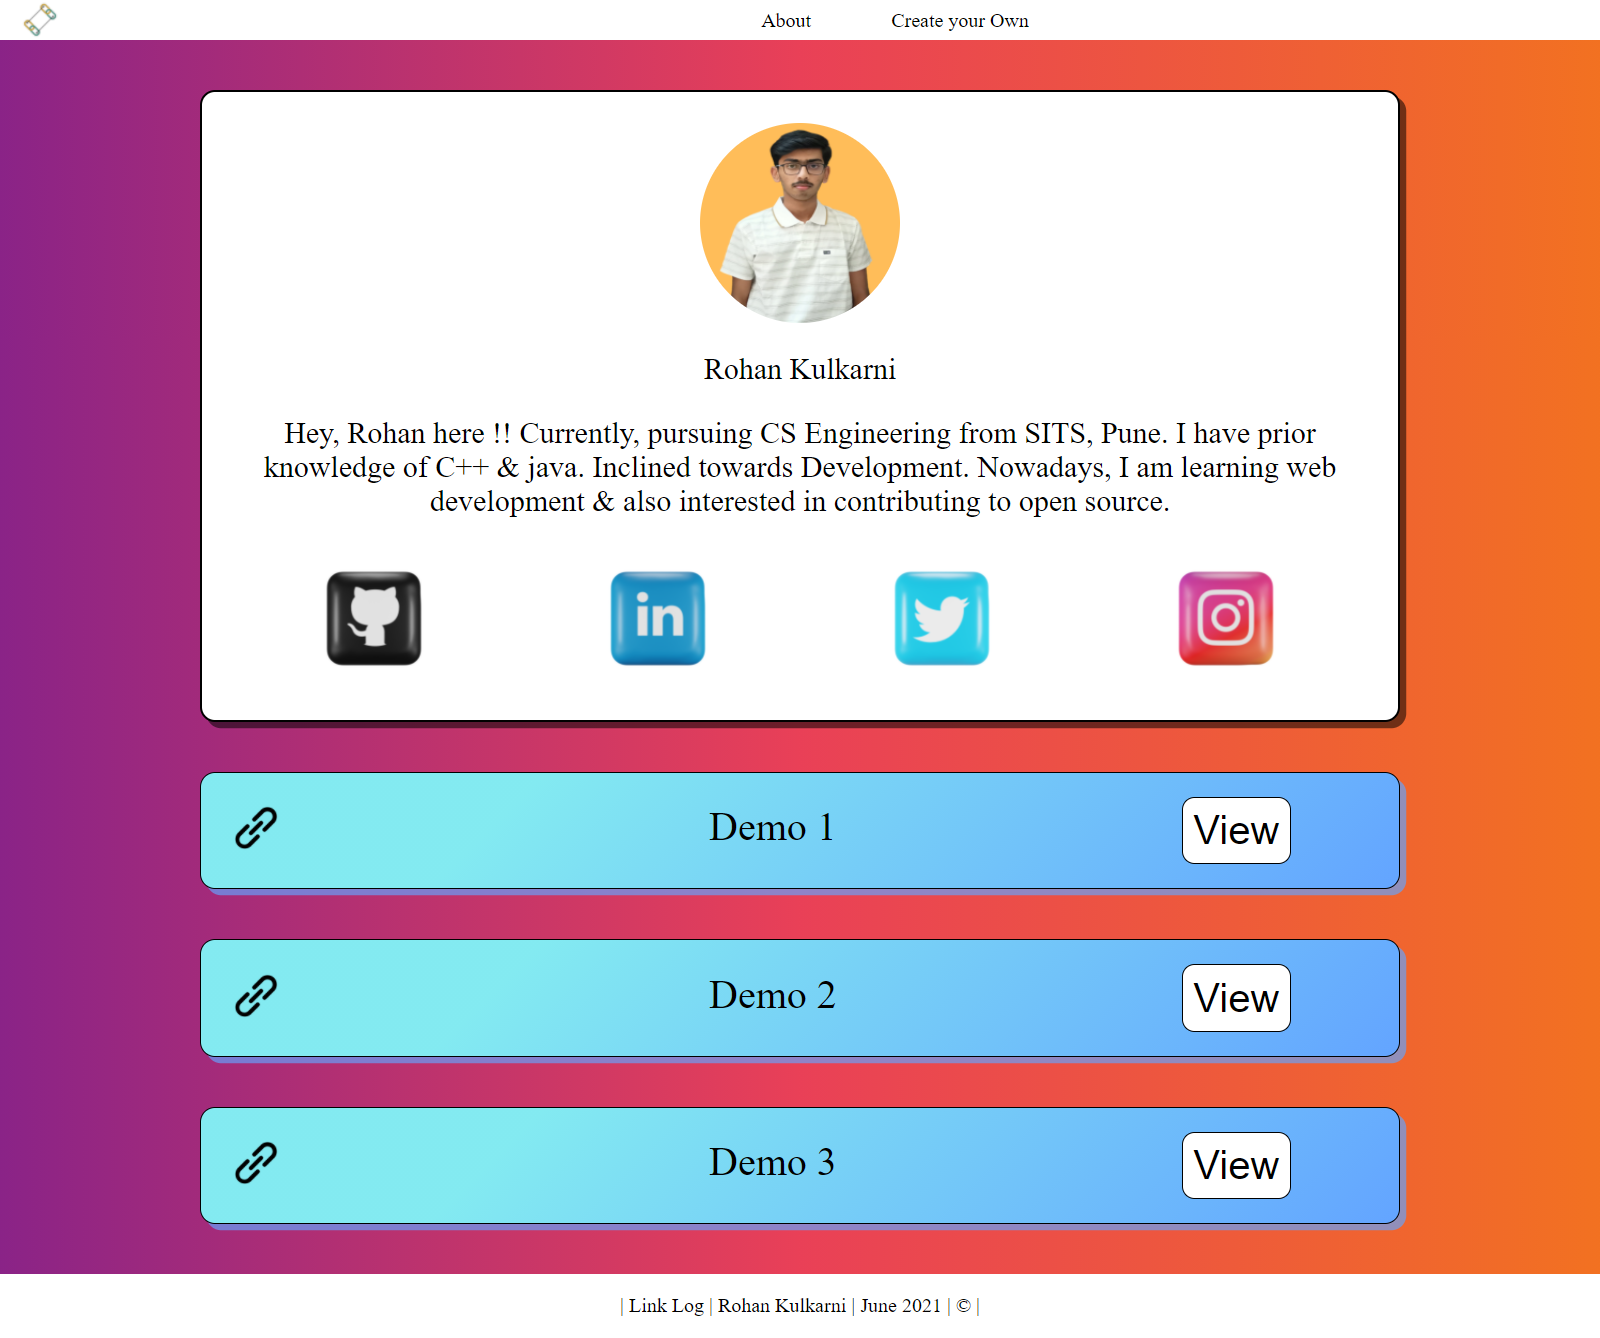 About Create your Own
Rohan Kulkarni
Hey, Rohan here !! Currently, pursuing CS Engineering from SITS, Pune. I have prior
knowledge of C++ & java. Inclined towards Development. Nowadays, I am learning web
development & also interested in contributing to open source.
in
Demo 1 View
Demo 2 View
Demo 3 View
| Link Log | Rohan Kulkarni | June 2021 | © |